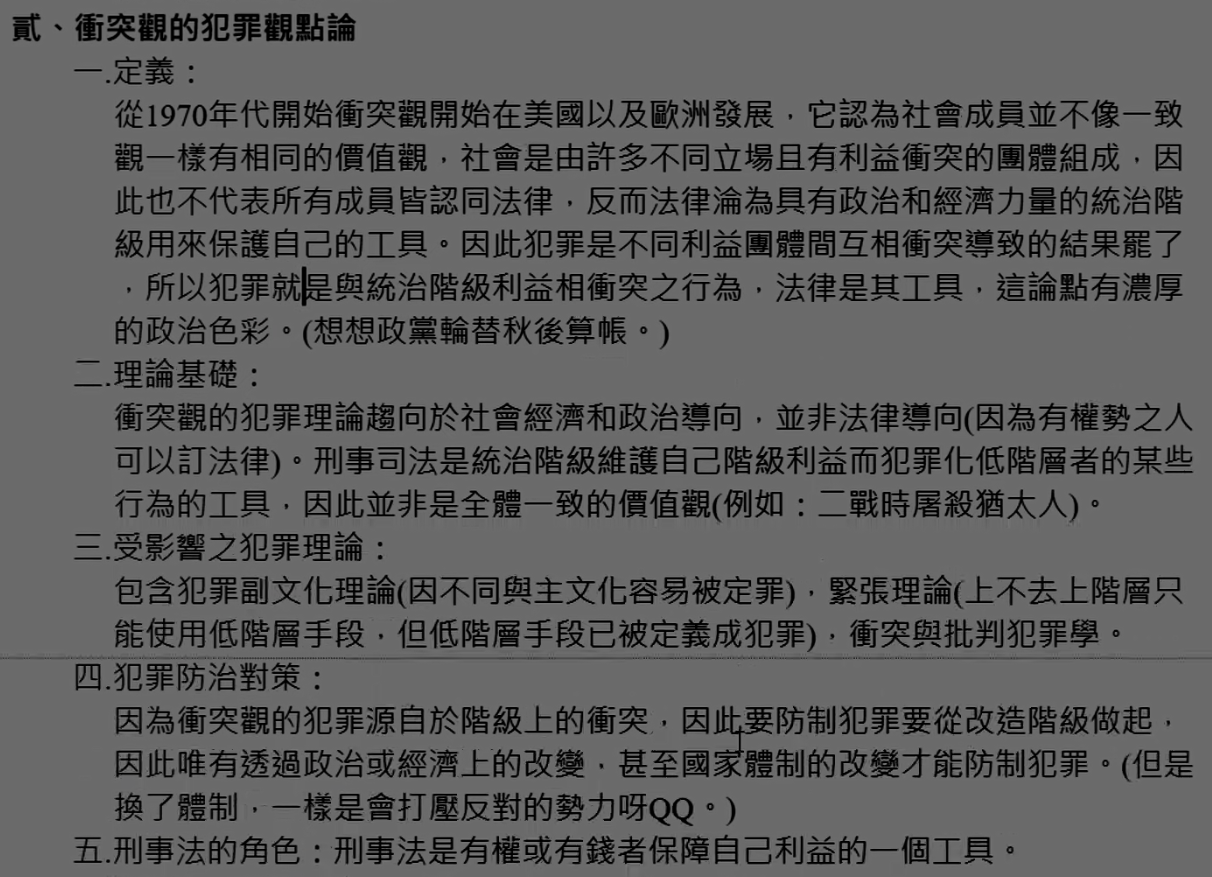 貳、衝突觀的犯罪觀點論
一.定義：
從1970年代開始衝突觀開始在美國以及歐洲發展，它認為社會成員並不像一致
觀一樣有相同的價值觀，社會是由許多不同立場且有利益衝突的團體組成，因
此也不代表所有成員皆認同法律，反而法律淪為具有政治和經濟力量的統治階
級用來保護自己的工具。因此犯罪是不同利益團體間互相衝突導致的結果罷了
，所以犯罪就是與統治階級利益相衝突之行為，法律是其工具，這論點有濃厚
的政治色彩。(想想政黨輪替秋後算帳。)
二.理論基礎：
衝突觀的犯罪理論趨向於社會經濟和政治導向，並非法律導向(因為有權勢之人
可以訂法律)。刑事司法是統治階級維護自己階級利益而犯罪化低階層者的某些
行為的工具，因此並非是全體一致的價值觀(例如：二戰時屠殺猶太人)。
三.受影響之犯罪理論：
包含犯罪副文化理論(因不同與主文化容易被定罪)，緊張理論(上不去上階層只
能使用低階層手段，但低階層手段已被定義成犯罪)，衝突與批判犯罪學。
四.犯罪防治對策：
因為衝突觀的犯罪源自於階級上的衝突，因此要防制犯罪要從改造階級做起，
因此唯有透過政治或經濟上的改變，甚至國家體制的改變才能防制犯罪。(但是
換了體制，一樣是會打壓反對的勢力呀QQ。)
五.刑事法的角色：刑事法是有權或有錢者保障自己利益的一個工具。